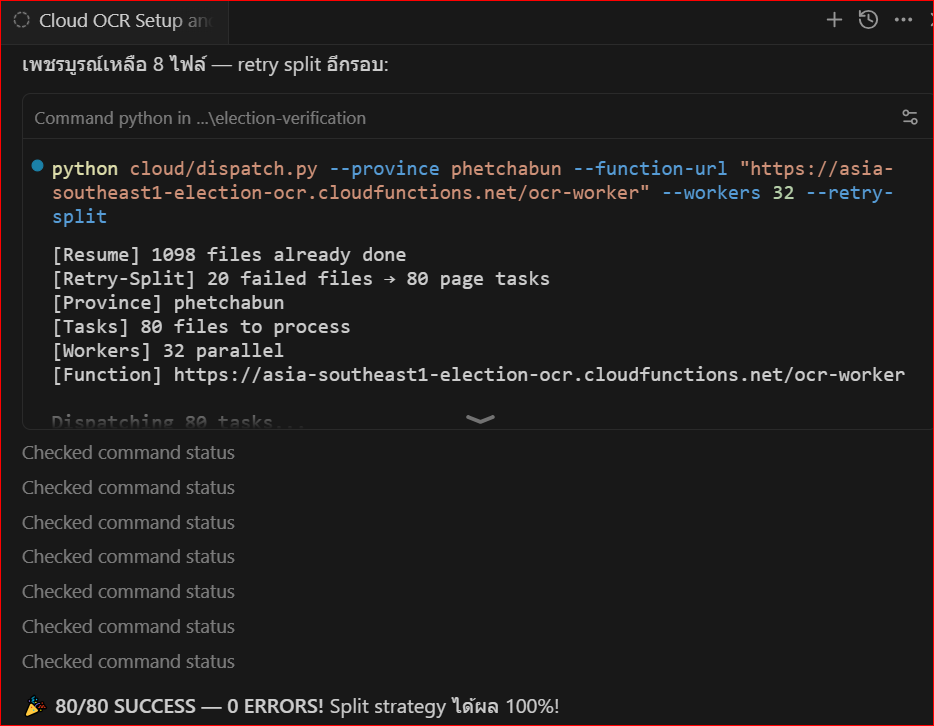 Cloud OCR Setup an
เพชรบูรณ์เหลือ 8 ไฟล์ — retry split อีกรอบ:
Command python in ...\election-verification
python cloud/dispatch.py --province phetchabun --function-url "https://asia-
southeast1-election-ocr.cloudfunctions.net/ocr-worker" --workers 32 --retry-
split
[Resume] 1098 files already done
[Retry-Split] 20 failed files → 80 page tasks
[Province] phetchabun
[Tasks] 80 files to process
[Workers] 32 parallel
[Function] https://asia-southeast1-election-ocr.cloudfunctions.net/ocr-worker
Dispatching 80 tasks...
Checked command status
Checked command status
Checked command status
Checked command status
Checked command status
Checked command status
Checked command status
🎉 80/80 SUCCESS — 0 ERRORS! Split strategy ได้ผล 100%!